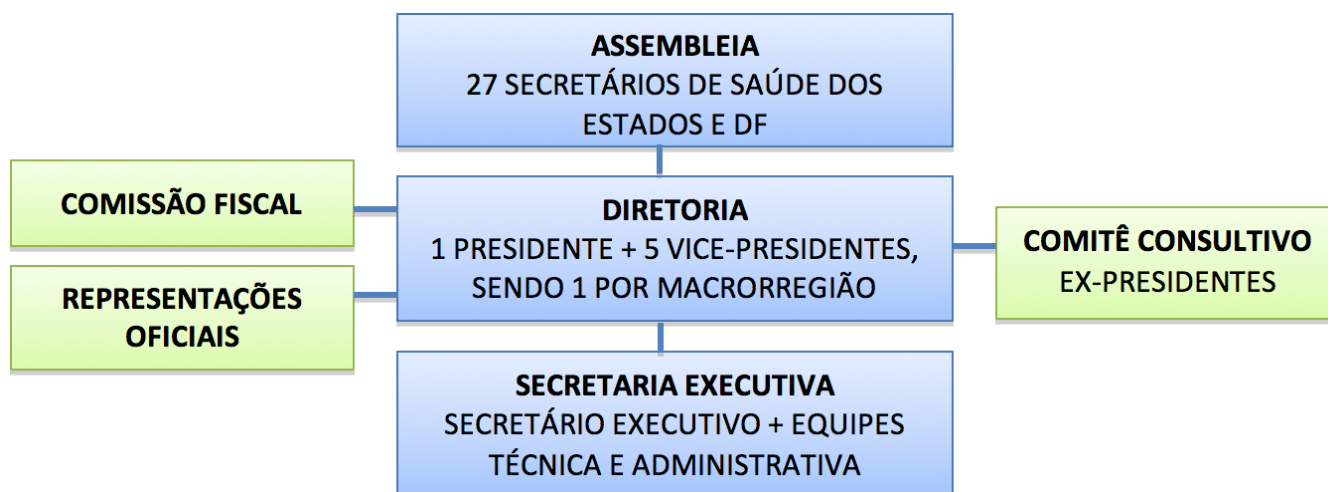 ASSEMBLEIA
27 SECRETÁRIOS DE SAÚDE DOS
ESTADOS E DF
COMISSÃO FISCAL
REPRESENTAÇÕES
OFICIAIS
DIRETORIA
1 PRESIDENTE + 5 VICE-PRESIDENTES,
SENDO 1 POR MACRORREGIÃO
COMITÊ CONSULTIVO
EX-PRESIDENTES
SECRETARIA EXECUTIVA
SECRETÁRIO EXECUTIVO + EQUIPES
TÉCNICA E ADMINISTRATIVA